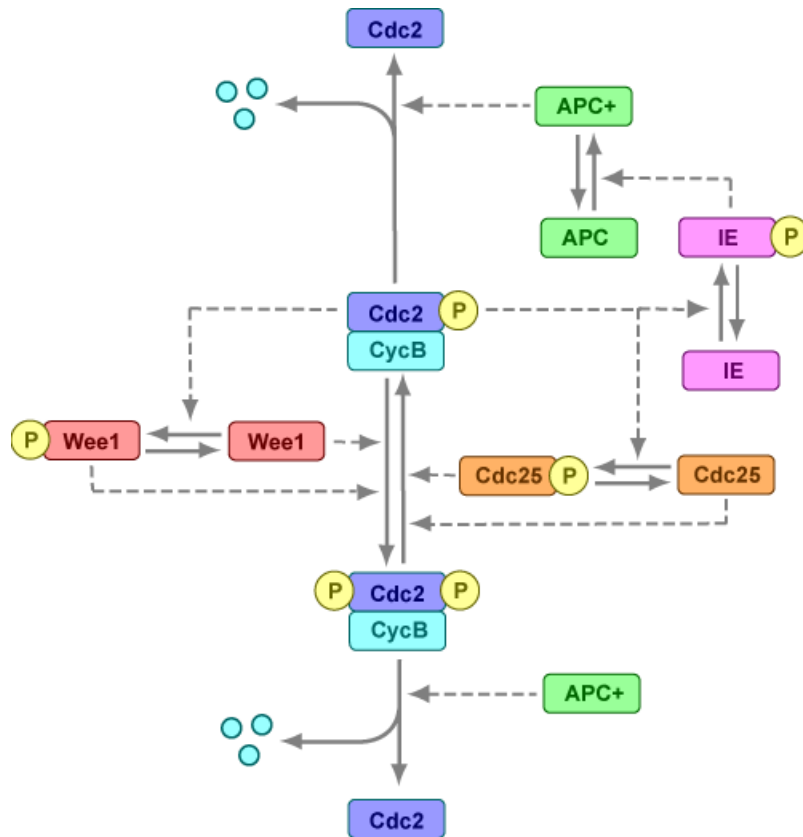 Cdc2
APC+
APC
IE P
Cdc2 P
CycB
IE
P Wee1
Wee1
Cdc25 P
Cdc25
P Cdc2 P
CycB
APC+
Cdc2